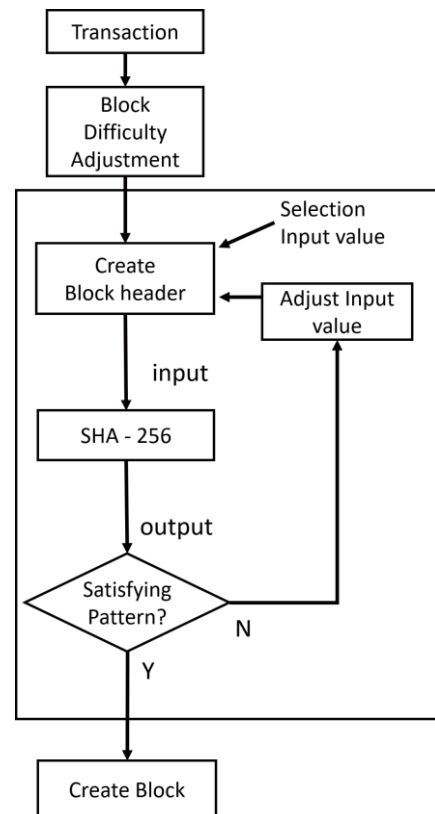 Transaction
Block
Difficulty
Adjustment
Selection
Input value
Create
Block header
Adjust Input
value
input
SHA - 256
output
Satisfying
Pattern?
N
Y
Create Block